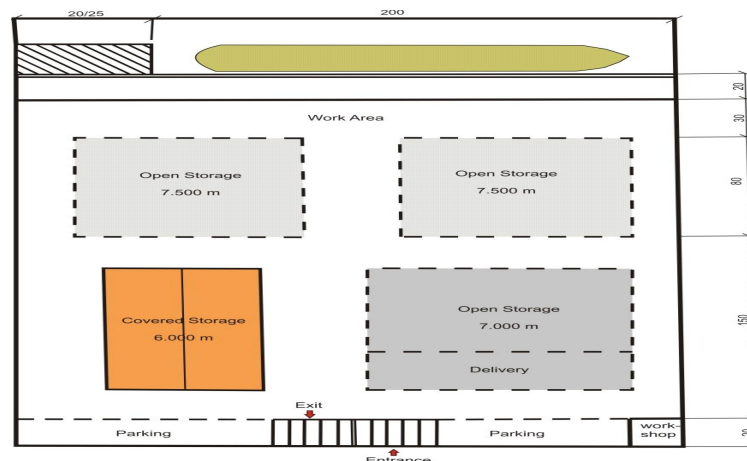 20/25
200
20
Work Area
30
Open Storage
7.500 m
Open Storage
7.500 m
80
Covered Storage
6.000 m
Open Storage
7.000 m
150
Delivery
Exit
Parking
Parking
work-
shop
Entrance